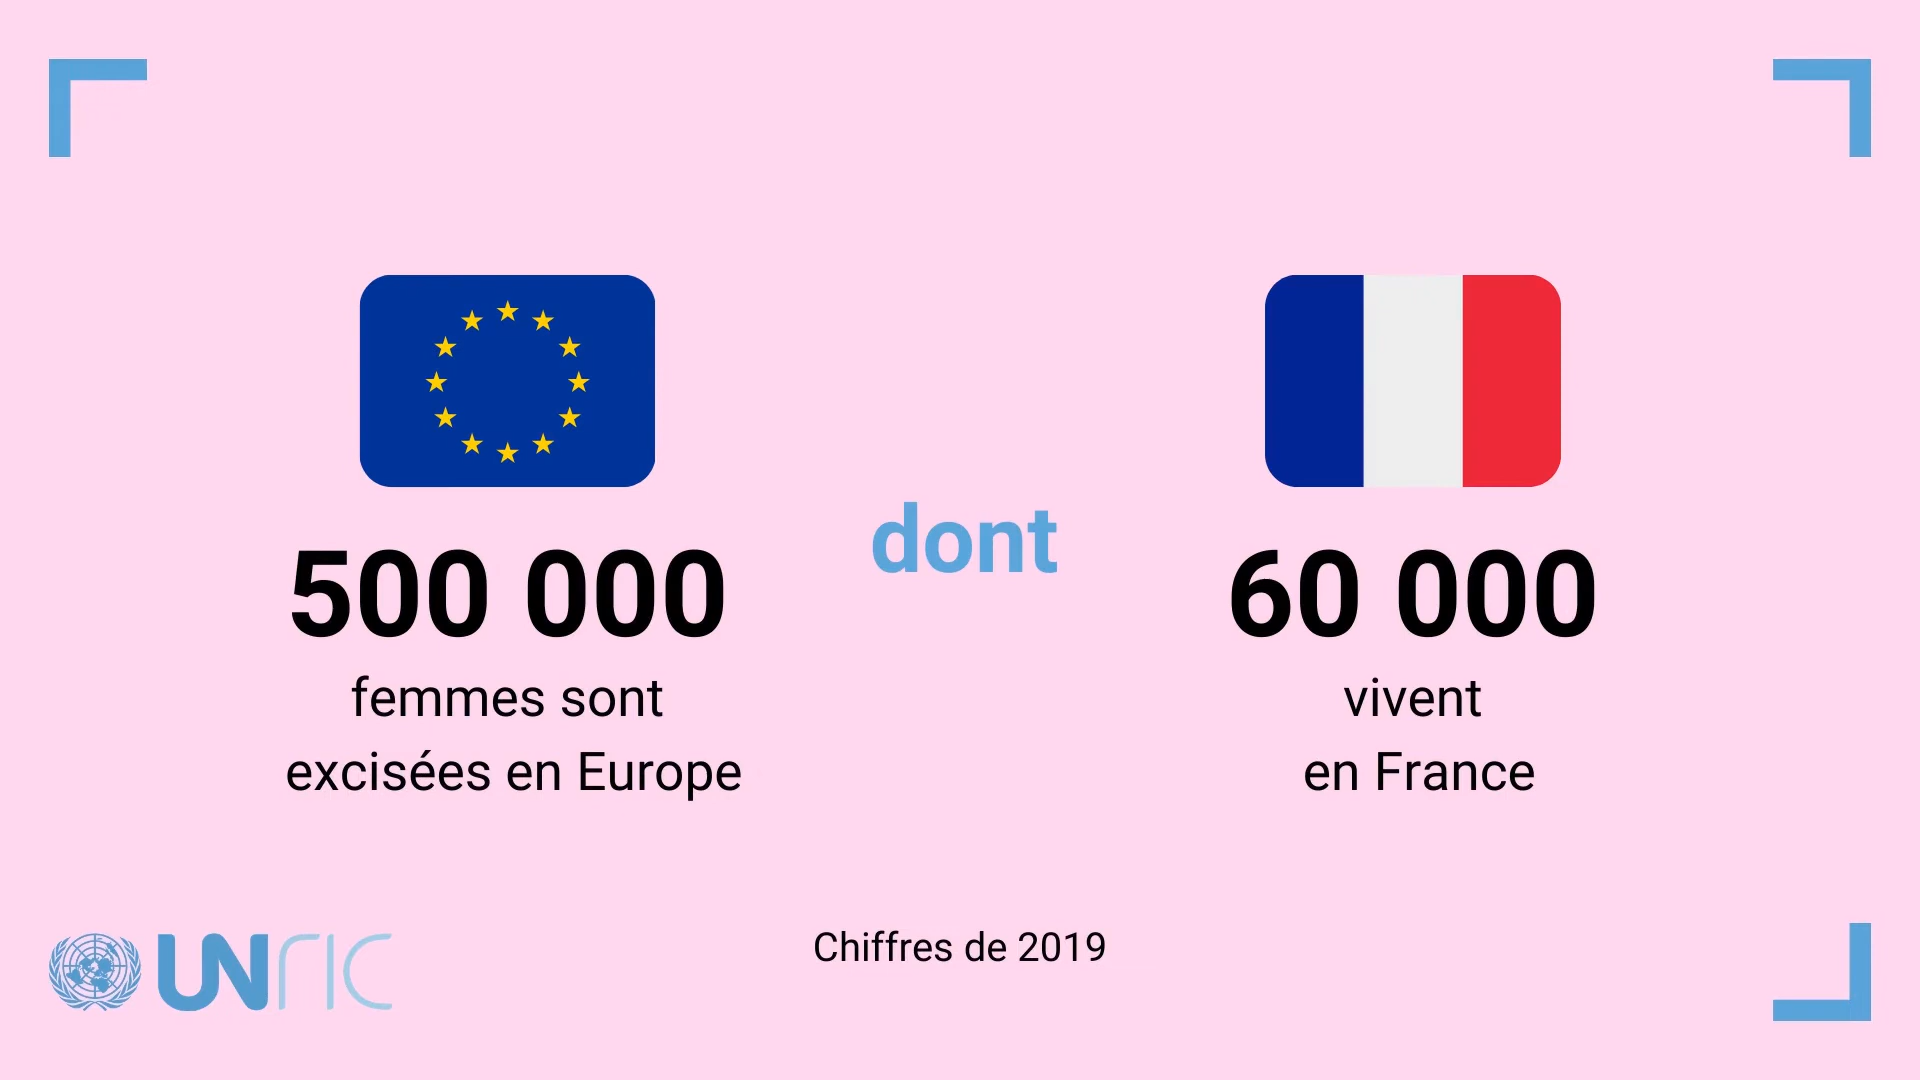 500 000
femmes sont
excisées en Europe
dont
60 000
vivent
en France
Chiffres de 2019
UNric